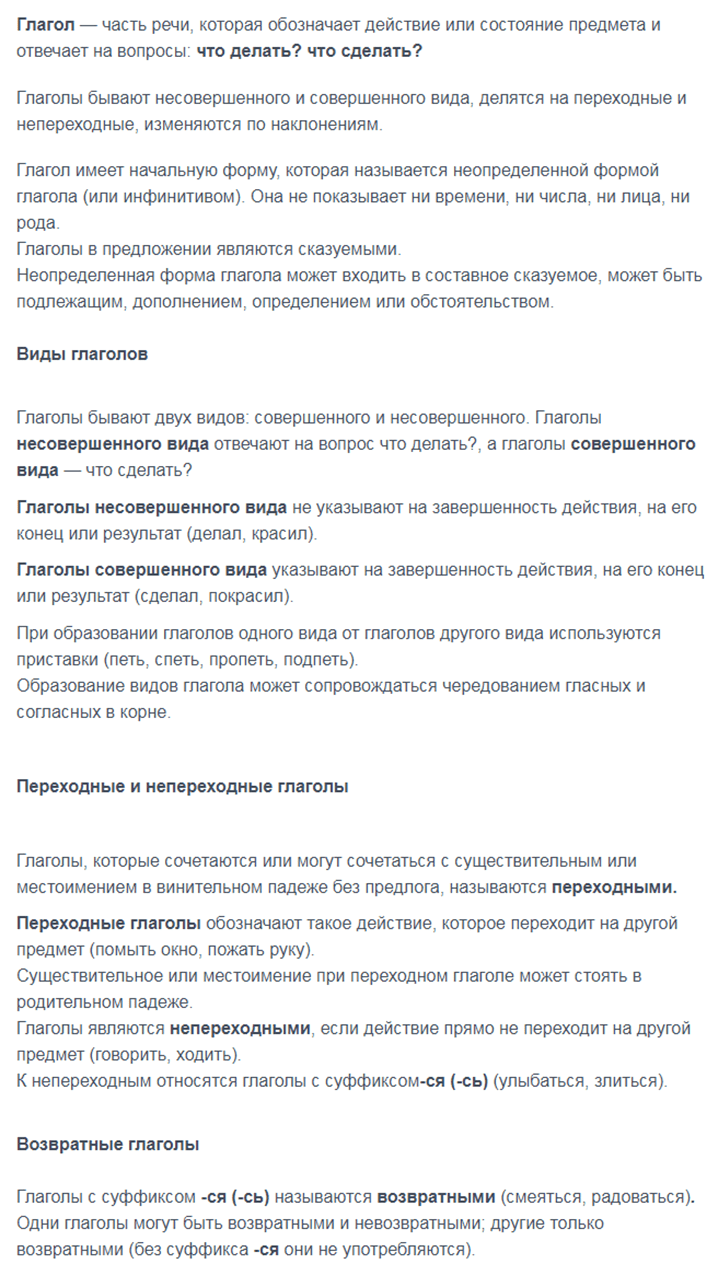 Глагол — часть речи, которая обозначает действие или состояние предмета и
отвечает на вопросы: что делать? что сделать?
Глаголы бывают несовершенного и совершенного вида, делятся на переходные и
непереходные, изменяются по наклонениям.
Глагол имеет начальную форму, которая называется неопределенной формой
глагола (или инфинитивом). Она не показывает ни времени, ни числа, ни лица, ни
рода.
Глаголы в предложении являются сказуемыми.
Неопределенная форма глагола может входить в составное сказуемое, может быть
подлежащим, дополнением, определением или обстоятельством.
Виды глаголов
Глаголы бывают двух видов: совершенного и несовершенного. Глаголы
несовершенного вида отвечают на вопрос что делать?, а глаголы совершенного
вида — что сделать?
Глаголы несовершенного вида не указывают на завершенность действия, на его
конец или результат (делал, красил).
Глаголы совершенного вида указывают на завершенность действия, на его конец
или результат (сделал, покрасил).
При образовании глаголов одного вида от глаголов другого вида используются
приставки (петь, спеть, пропеть, подпеть).
Образование видов глагола может сопровождаться чередованием гласных и
согласных в корне.
Переходные и непереходные глаголы
Глаголы, которые сочетаются или могут сочетаться с существительным или
местоимением в винительном падеже без предлога, называются переходными.
Переходные глаголы обозначают такое действие, которое переходит на другой
предмет (помыть окно, пожать руку).
Существительное или местоимение при переходном глаголе может стоять в
родительном падеже.
Глаголы являются непереходными, если действие прямо не переходит на другой
предмет (говорить, ходить).
К непереходным относятся глаголы с суффиксом-ся (-сь) (улыбаться, злиться).
Возвратные глаголы
Глаголы с суффиксом -ся (-сь) называются возвратными (смеяться, радоваться).
Одни глаголы могут быть возвратными и невозвратными; другие только
возвратными (без суффикса -ся они не употребляются).